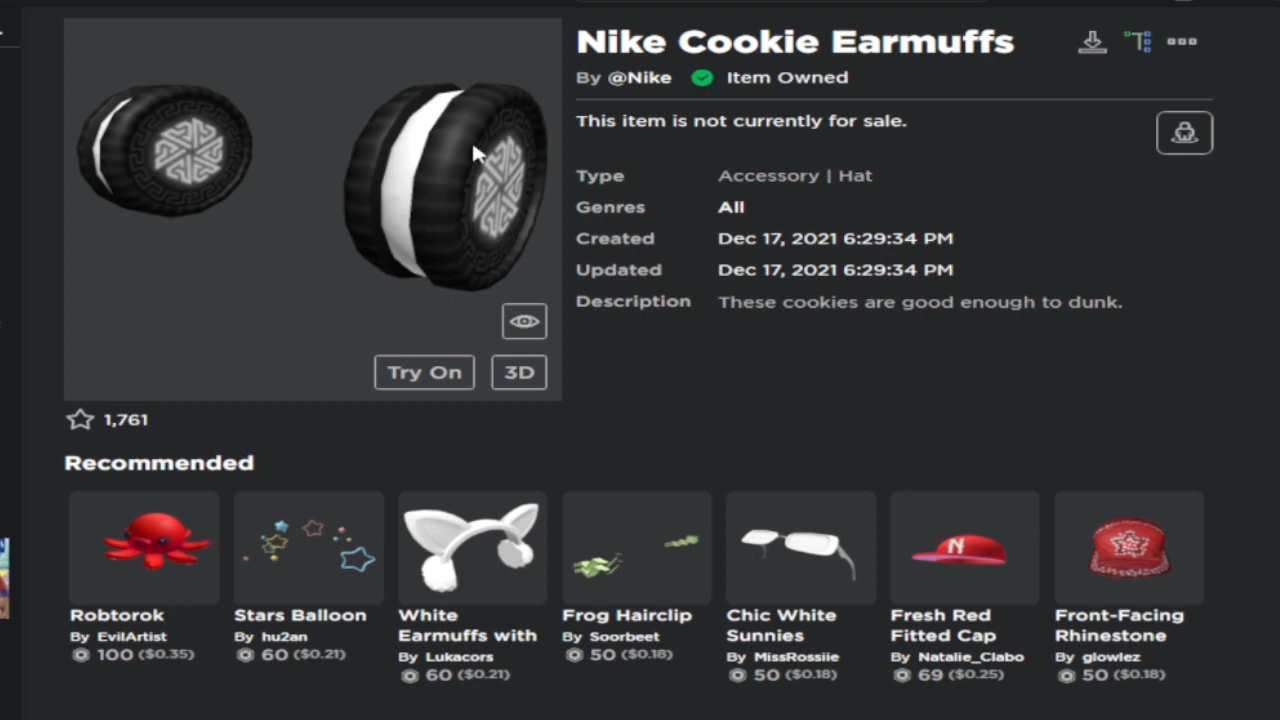 Nike Cookie Earmuffs
By @Nike Item Owned
This item is not currently for sale.
Type Accessory | Hat
Genres All
Created Dec 17, 2021 6:29:34 PM
Updated Dec 17, 2021 6:29:34 PM
Description These cookies are good enough to dunk.
Try On 3D
1,761
Recommended
N
Robtorok
By EvilArtist
100 ($0.35)
Stars Balloon
By hu2an
60 ($0.21)
White
Earmuffs with
By Lukacors
60 ($0.21)
Frog Hairclip
By Soorbeet
50 ($0.18)
Chic White
Sunnies
By MissRossiie
50 ($0.18)
Fresh Red
Fitted Cap
By Natalie_Clabo
69 ($0.25)
Front-Facing
Rhinestone
By glowlez
50 ($0.18)